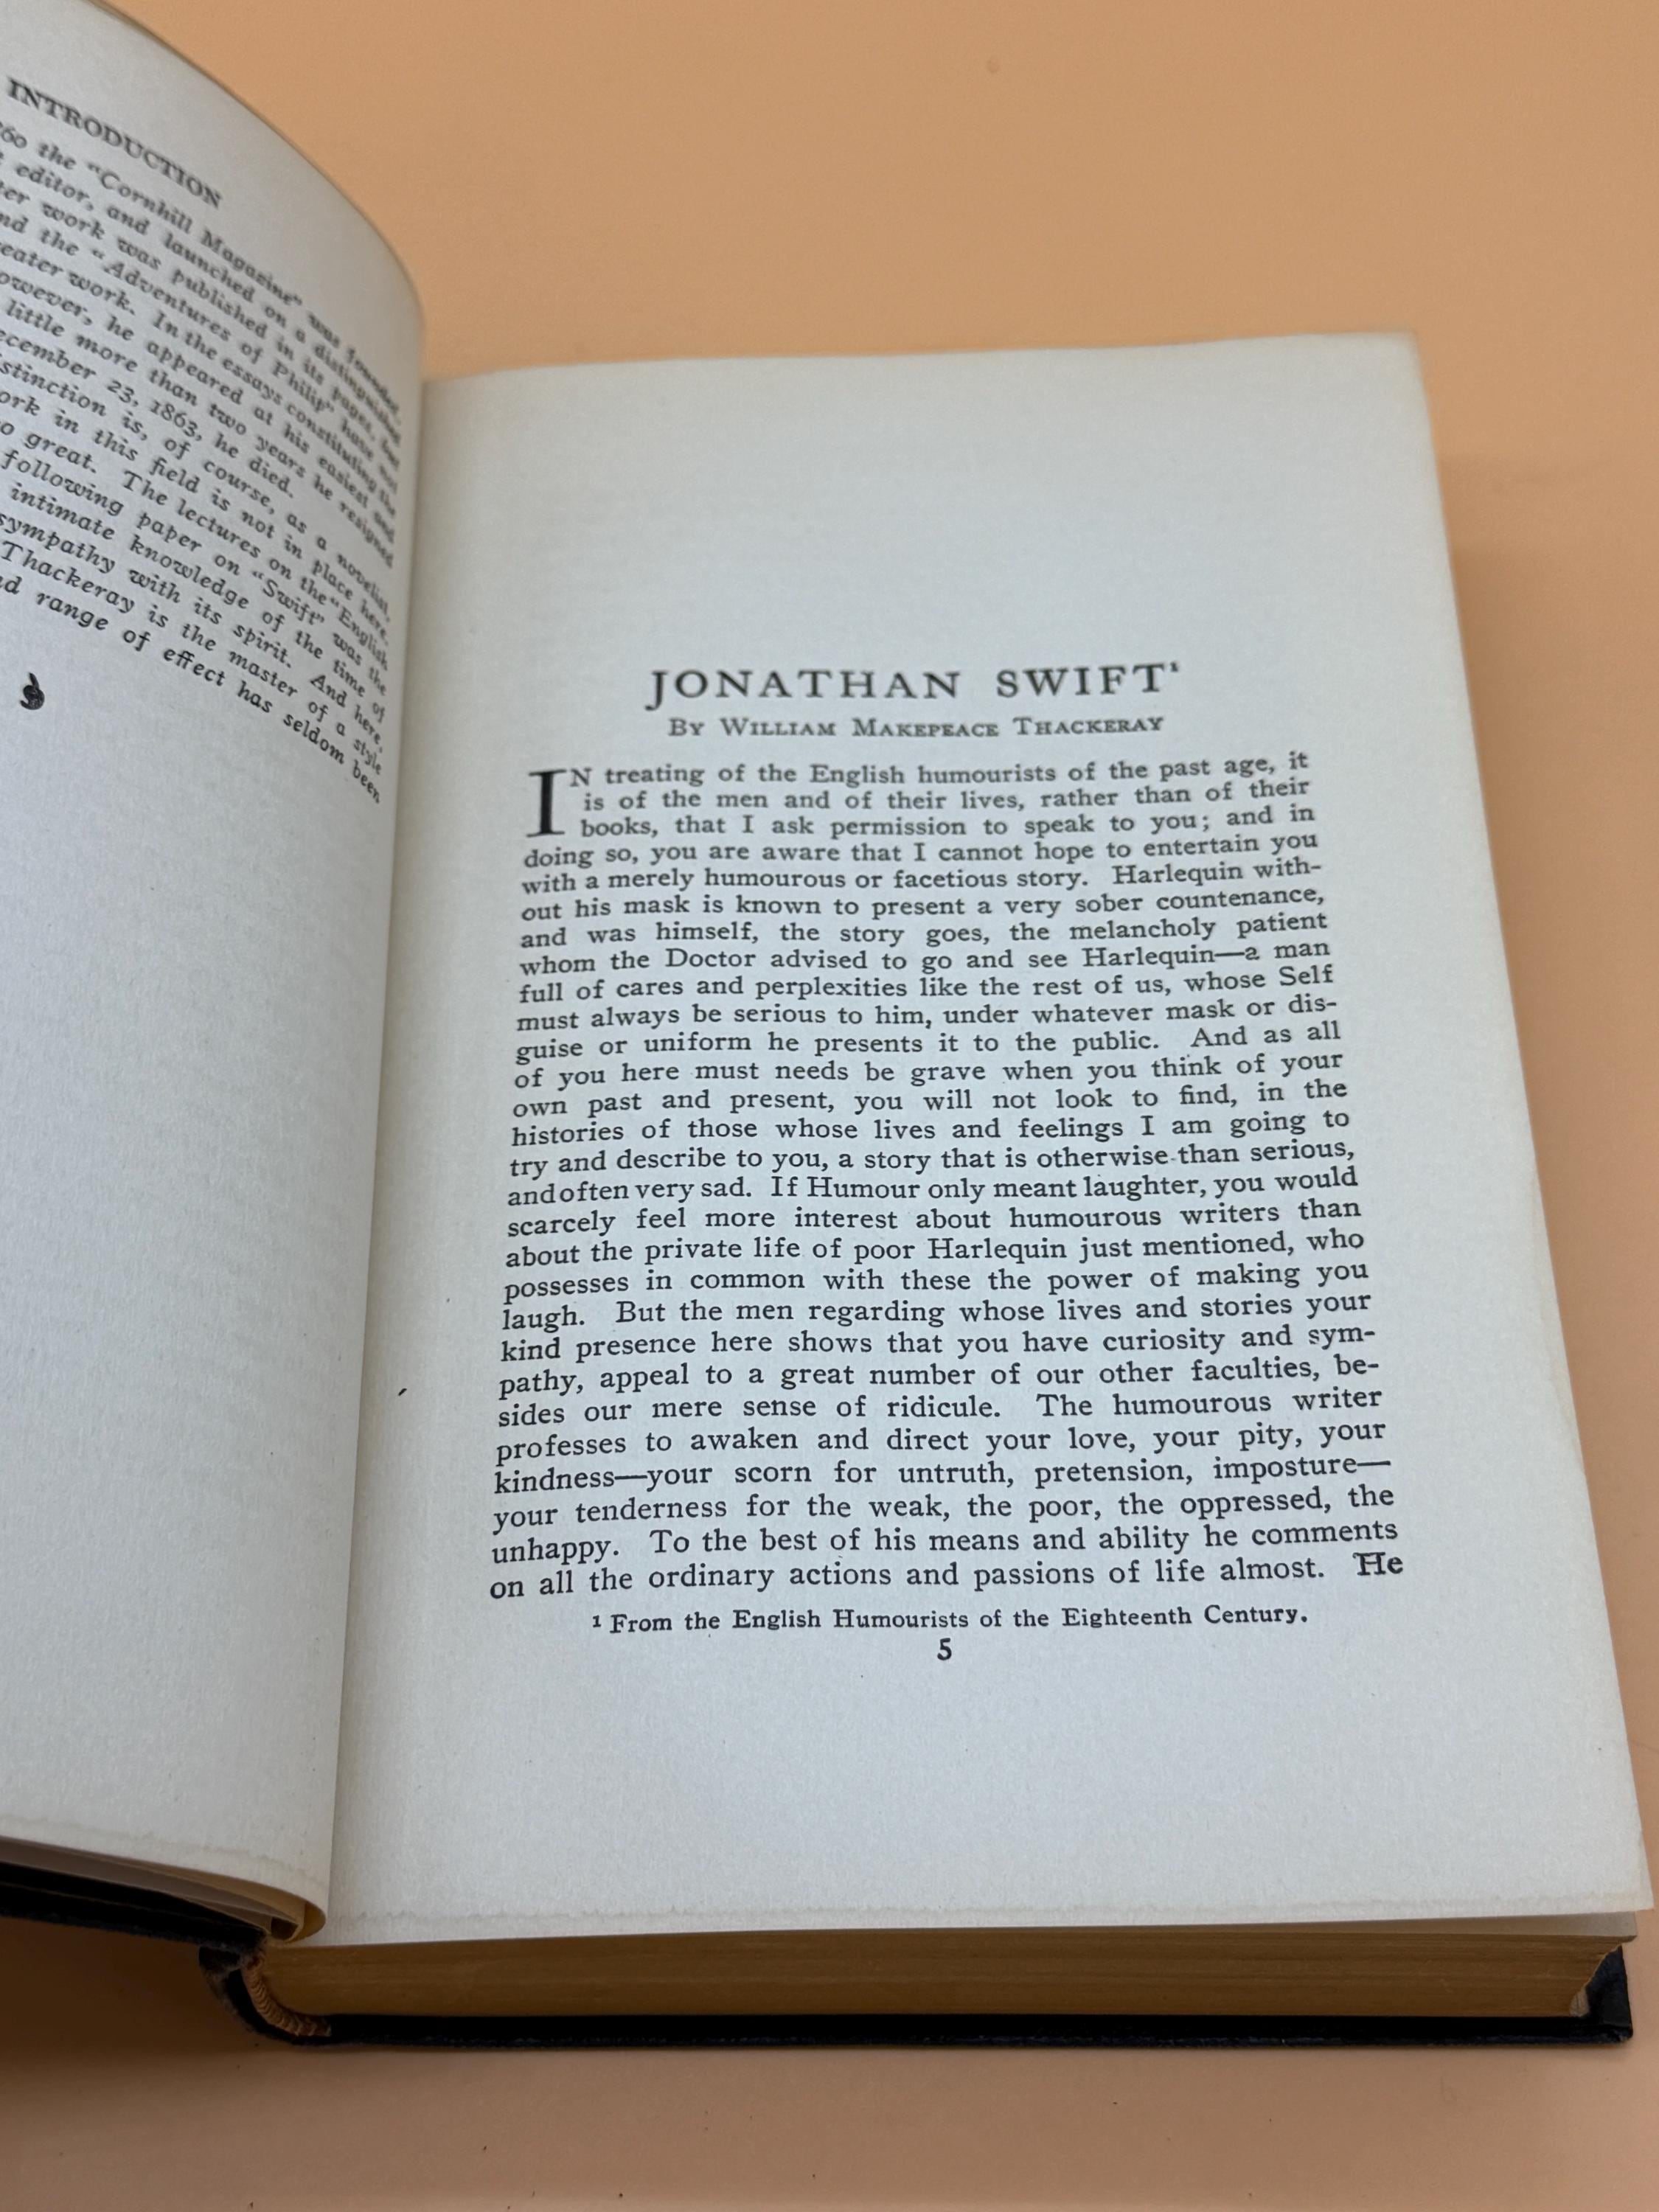 INTRODUCTION
60 the "Cornhill Magazine" was founded,
editor, and launched on a distinguished
work was published in its pages, but
the "Adventures of Philip" have not
eater work. In the essays constituting the
owever, he appeared at his easiest and
little more than two years he resigned
ecember 23, 1863, he died.
stinction is, of course, as a novelist,
ork in this field is not in place here.
o great. The lectures on the "English
following paper on "Swift" was the
intimate knowledge of the time of
sympathy with its spirit. And here,
Thackeray is the master of a style
range of effect has seldom been
JONATHAN SWIFT¹
BY WILLIAM MAKEPEACE THACKERAY
IN treating of the English humourists of the past age, it
is of the men and of their lives, rather than of their
books, that I ask permission to speak to you; and in
doing so, you are aware that I cannot hope to entertain you
with a merely humourous or facetious story. Harlequin with-
out his mask is known to present a very sober countenance,
and was himself, the story goes, the melancholy patient
whom the Doctor advised to go and see Harlequin—a man
full of cares and perplexities like the rest of us, whose Self
must always be serious to him, under whatever mask or dis-
guise or uniform he presents it to the public. And as all
of you here must needs be grave when you think of your
own past and present, you will not look to find, in the
histories of those whose lives and feelings I am going to
try and describe to you, a story that is otherwise than serious,
and often very sad. If Humour only meant laughter, you would
scarcely feel more interest about humourous writers than
about the private life of poor Harlequin just mentioned, who
possesses in common with these the power of making you
laugh. But the men regarding whose lives and stories your
kind presence here shows that you have curiosity and sym-
pathy, appeal to a great number of our other faculties, be-
sides our mere sense of ridicule. The humourous writer
professes to awaken and direct your love, your pity, your
kindness—your scorn for untruth, pretension, imposture—
your tenderness for the weak, the poor, the oppressed, the
unhappy. To the best of his means and ability he comments
on all the ordinary actions and passions of life almost. He
¹ From the English Humourists of the Eighteenth Century.
5